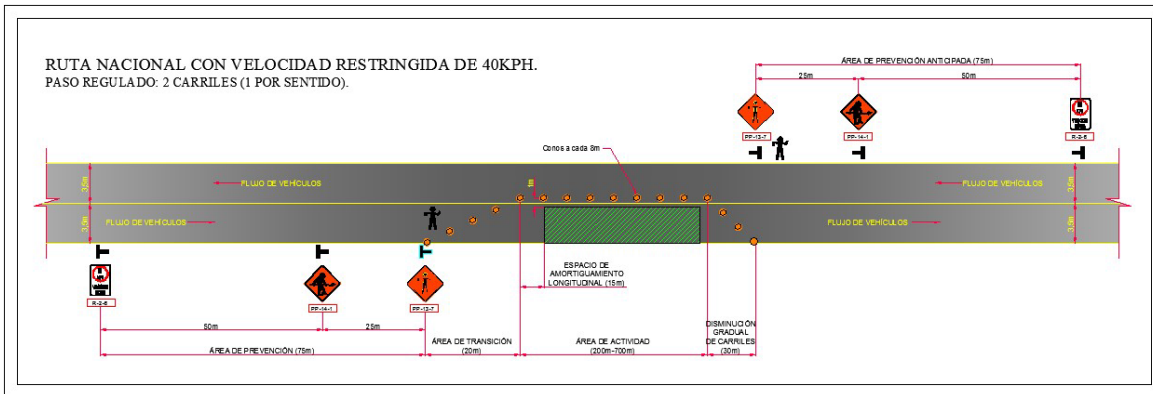 RUTA NACIONAL CON VELOCIDAD RESTRINGIDA DE 40KPH.
PASO REGULADO: 2 CARRILES (1 POR SENTIDO).
ÁREA DE PREVENCIÓN ANTICIPADA (75m)
25m
50m
PP-13-7
PP-14-1
R-2-6
Conos a cada 8m
3,5m
FLUJO DE VEHÍCULOS
1m
FLUJO DE VEHÍCULOS
3,5m
3,5m
FLUJO DE VEHÍCULOS
FLUJO DE VEHÍCULOS
3,5m
R-2-6
PP-14-1
PP-13-7
ESPACIO DE
AMORTIGUAMIENTO
LONGITUDINAL (15m)
50m
25m
ÁREA DE PREVENCIÓN (75m)
ÁREA DE TRANSICIÓN
(20m)
ÁREA DE ACTIVIDAD
(200m-700m)
DISMINUCIÓN
GRADUAL
DE CARRILES
(30m)